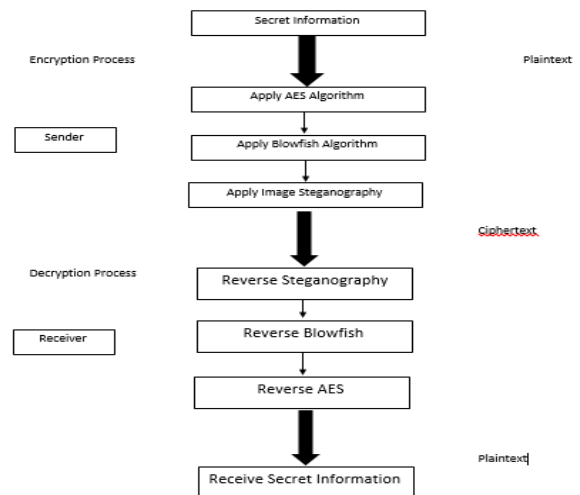 Secret Information
Encryption Process
Plaintext
Apply AES Algorithm
Sender
Apply Blowfish Algorithm
Apply Image Steganography
Ciphertext
Decryption Process
Reverse Steganography
Receiver
Reverse Blowfish
Reverse AES
Plaintext
Receive Secret Information